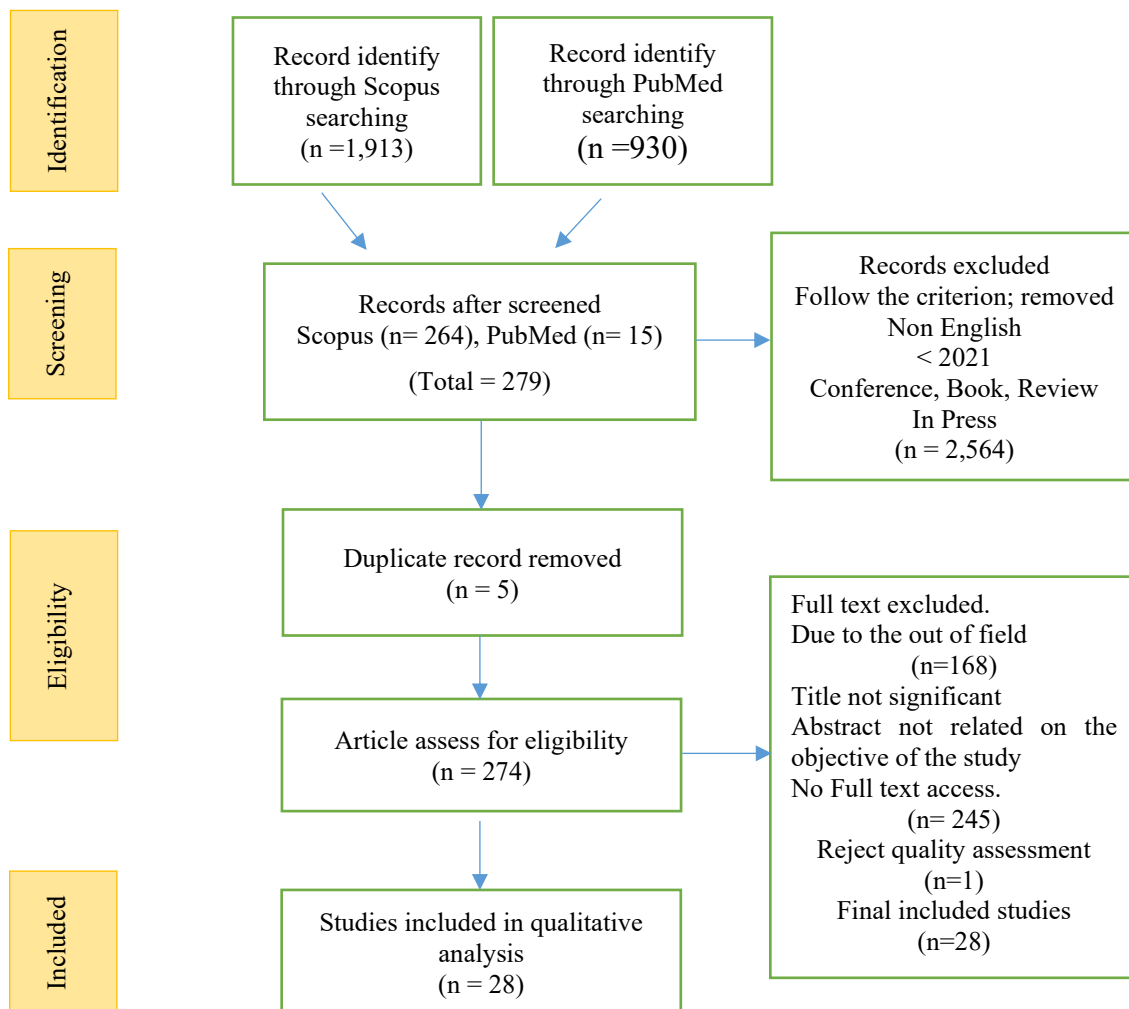 Identification
Record identify
through Scopus
searching
(n =1,913)
Record identify
through PubMed
searching
(n =930)
Screening
Records after screened
Scopus (n= 264), PubMed (n= 15)
(Total = 279)
Records excluded
Follow the criterion; removed
Non English
< 2021
Conference, Book, Review
In Press
(n = 2,564)
Eligibility
Duplicate record removed
(n = 5)
Article assess for eligibility
(n = 274)
Full text excluded.
Due to the out of field
(n=168)
Title not significant
Abstract not related on the
objective of the study
No Full text access.
(n= 245)
Reject quality assessment
(n=1)
Final included studies
(n=28)
Included
Studies included in qualitative
analysis
(n = 28)